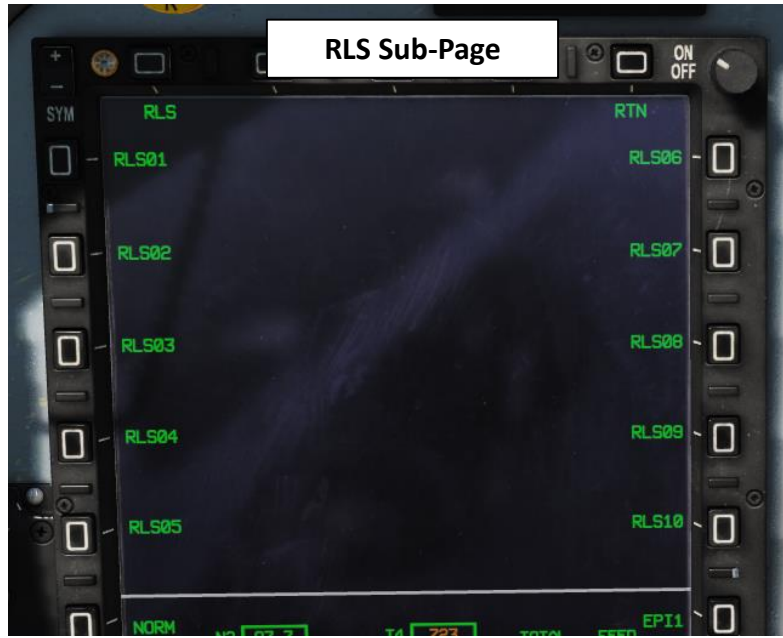 RLS Sub-Page
+
ON
OFF
-
SYM
RLS
RTN
RLS01
RLS06
RLS02
RLS07
RLS03
RLS08
RLS04
RLS09
RLS05
RLS10
NORM
EPI1